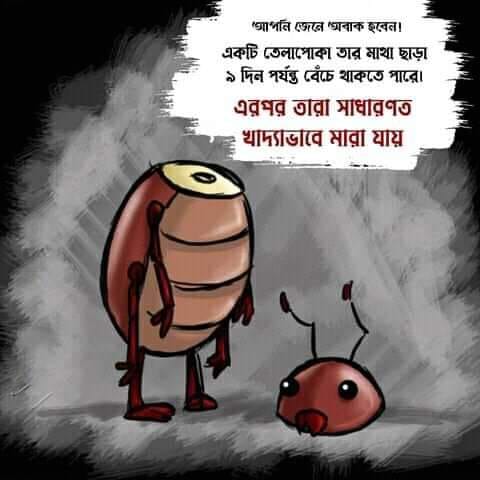 আপনি জেনে অবাক হবেন!
একটি তেলাপোকা তার মাথা ছাড়া
৯ দিন পর্যন্ত বেঁচে থাকতে পারে।
এরপর তারা সাধারণত
খাদ্যাভাবে মারা যায়